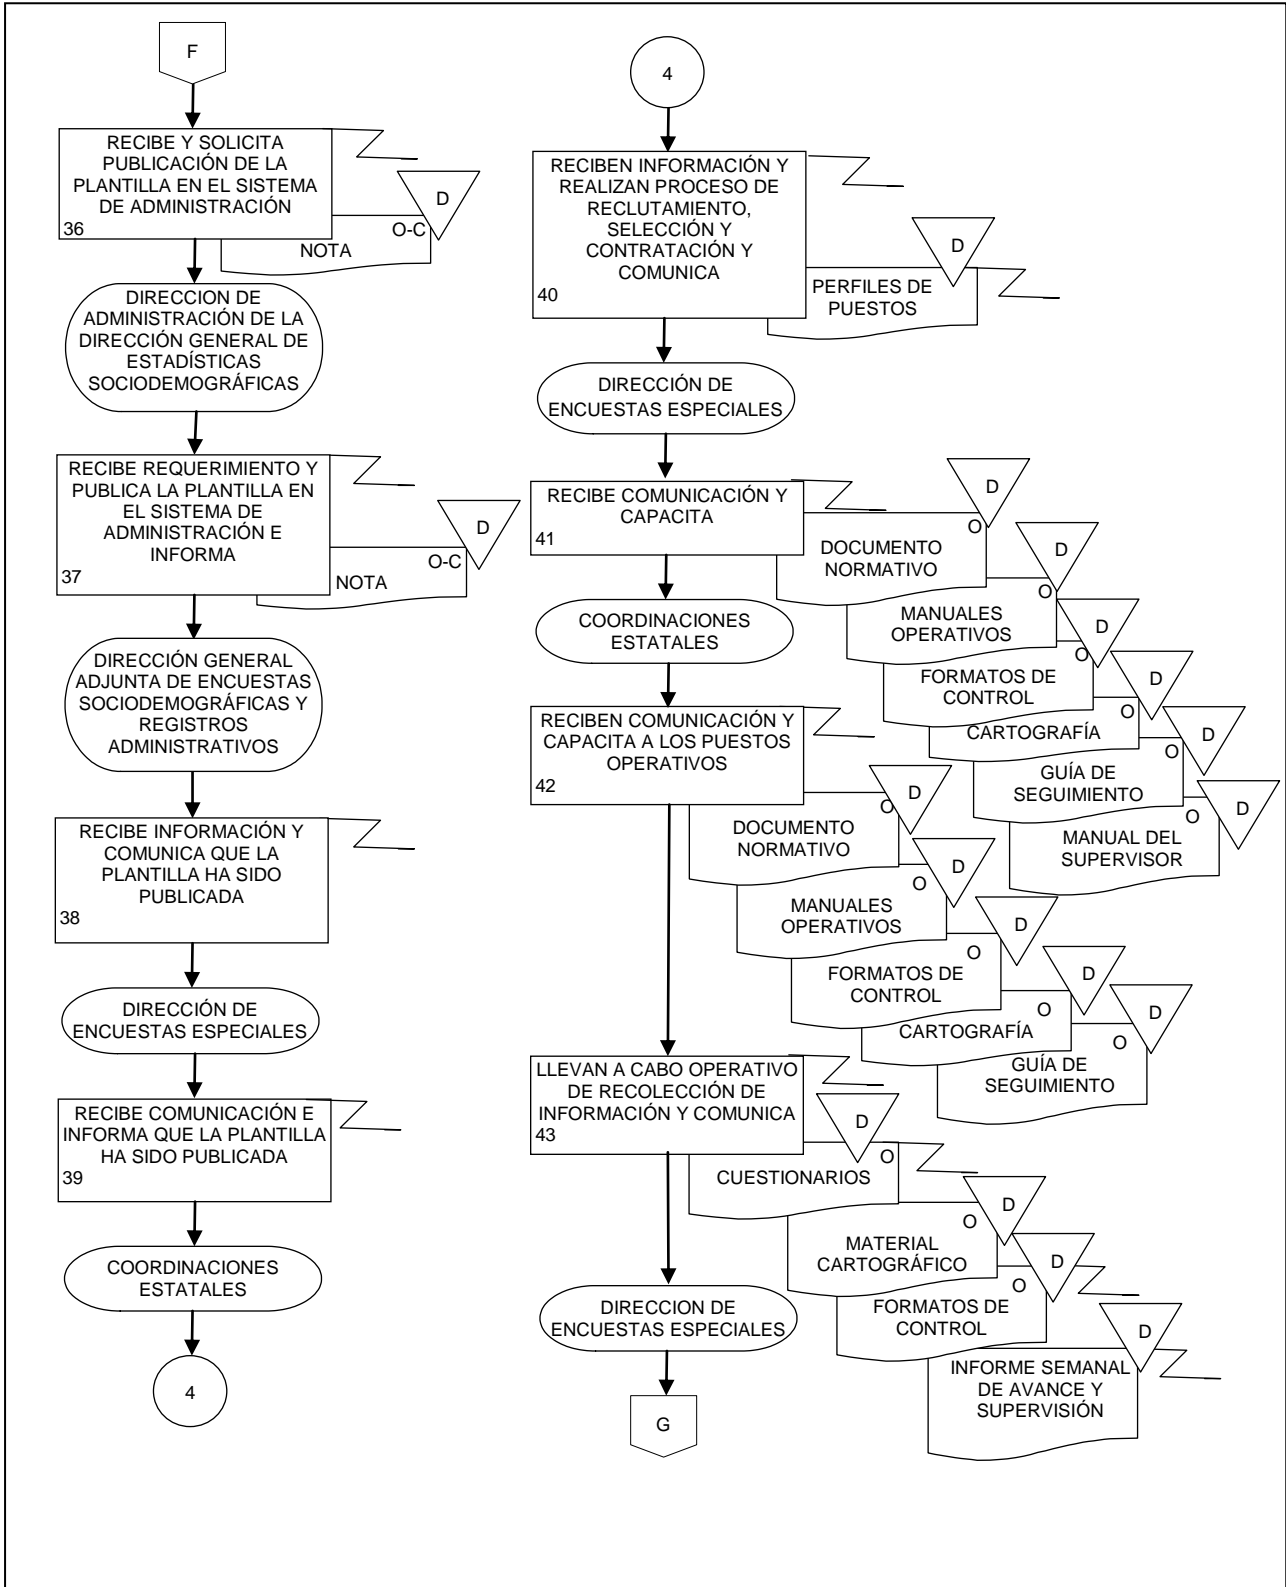 F
RECIBE Y SOLICITA
PUBLICACIÓN DE LA
PLANTILLA EN EL SISTEMA
DE ADMINISTRACIÓN
36
D
O-C
NOTA
DIRECCION DE
ADMINISTRACIÓN DE LA
DIRECCIÓN GENERAL DE
ESTADÍSTICAS
SOCIODEMOGRÁFICAS
RECIBE REQUERIMIENTO Y
PUBLICA LA PLANTILLA EN
EL SISTEMA DE
ADMINISTRACIÓN E
INFORMA
37
D
O-C
NOTA
DIRECCIÓN GENERAL
ADJUNTA DE ENCUESTAS
SOCIODEMOGRÁFICAS Y
REGISTROS
ADMINISTRATIVOS
RECIBE INFORMACIÓN Y
COMUNICA QUE LA
PLANTILLA HA SIDO
PUBLICADA
38
DIRECCIÓN DE
ENCUESTAS ESPECIALES
RECIBE COMUNICACIÓN E
INFORMA QUE LA PLANTILLA
HA SIDO PUBLICADA
39
COORDINACIONES
ESTATALES
4
4
RECIBEN INFORMACIÓN Y
REALIZAN PROCESO DE
RECLUTAMIENTO,
SELECCIÓN Y
CONTRATACIÓN Y
COMUNICA
40
D
PERFILES DE
PUESTOS
DIRECCIÓN DE
ENCUESTAS ESPECIALES
RECIBE COMUNICACIÓN Y
CAPACITA
41
D
O
DOCUMENTO
NORMATIVO
D
O
MANUALES
OPERATIVOS
D
O
FORMATOS DE
CONTROL
D
O
CARTOGRAFÍA
D
O
GUÍA DE
SEGUIMIENTO
D
O
MANUAL DEL
SUPERVISOR
COORDINACIONES
ESTATALES
RECIBEN COMUNICACIÓN Y
CAPACITA A LOS PUESTOS
OPERATIVOS
42
D
O
DOCUMENTO
NORMATIVO
D
O
MANUALES
OPERATIVOS
D
O
FORMATOS DE
CONTROL
D
O
CARTOGRAFÍA
D
O
GUÍA DE
SEGUIMIENTO
LLEVAN A CABO OPERATIVO
DE RECOLECCIÓN DE
INFORMACIÓN Y COMUNICA
43
D
O
CUESTIONARIOS
D
O
MATERIAL
CARTOGRÁFICO
D
O
FORMATOS DE
CONTROL
D
INFORME SEMANAL
DE AVANCE Y
SUPERVISIÓN
DIRECCION DE
ENCUESTAS ESPECIALES
G